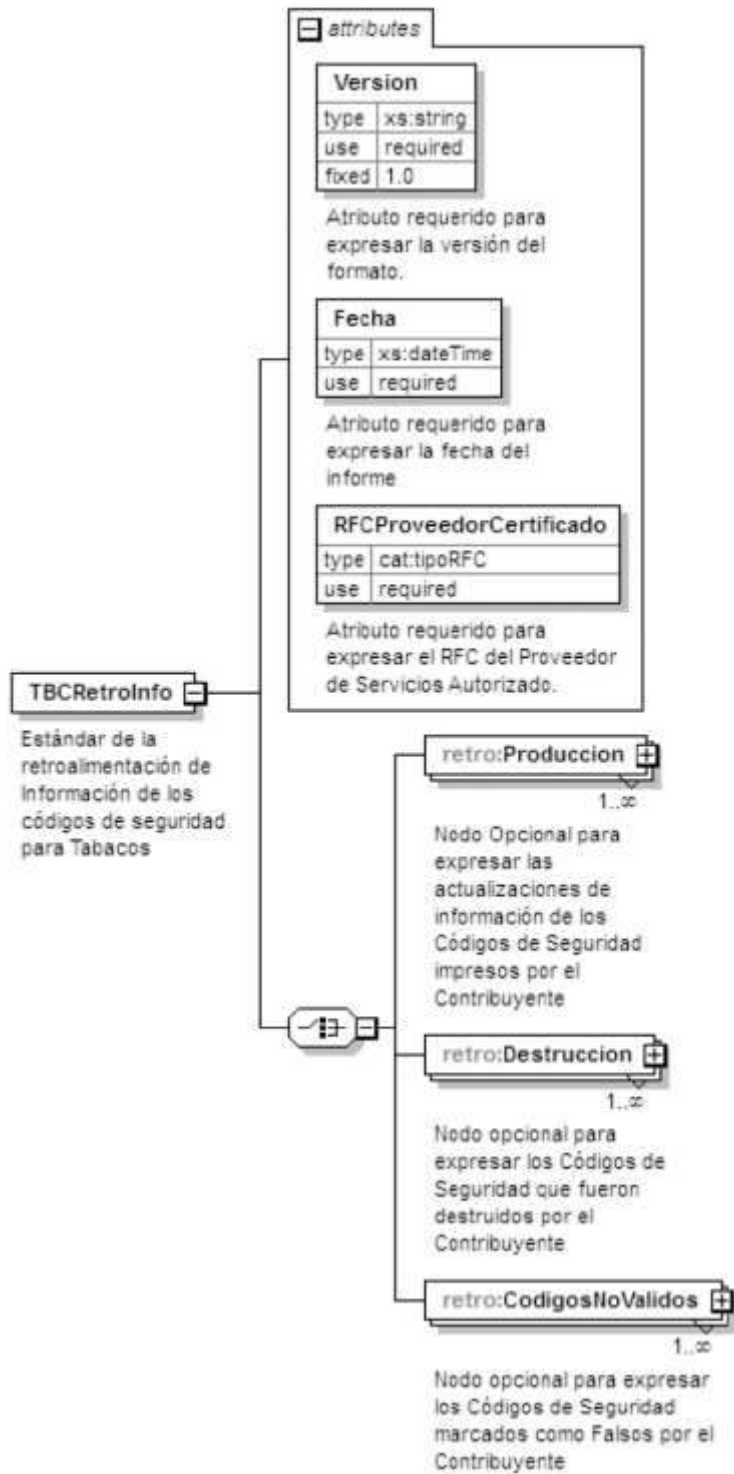 attributes
Version
type xs:string
use required
fixed 1.0
Atributo requerido para
expresar la versión del
formato.
Fecha
type xs:dateTime
use required
Atributo requerido para
expresar la fecha del
informe
RFCProveedorCertificado
type cat:tipoRFC
use required
Atributo requerido para
expresar el RFC del Proveedor
de Servicios Autorizado.
TBCRetroInfo
Estándar de la
retroalimentación de
Información de los
códigos de seguridad
para Tabacos
retro:Produccion
1..∞
Nodo Opcional para
expresar las
actualizaciones de
información de los
Códigos de Seguridad
impresos por el
Contribuyente
retro:Destruccion
1..∞
Nodo opcional para
expresar los Códigos de
Seguridad que fueron
destruidos por el
Contribuyente
retro:CodigosNoValidos
1..∞
Nodo opcional para expresar
los Códigos de Seguridad
marcados como Falsos por el
Contribuyente